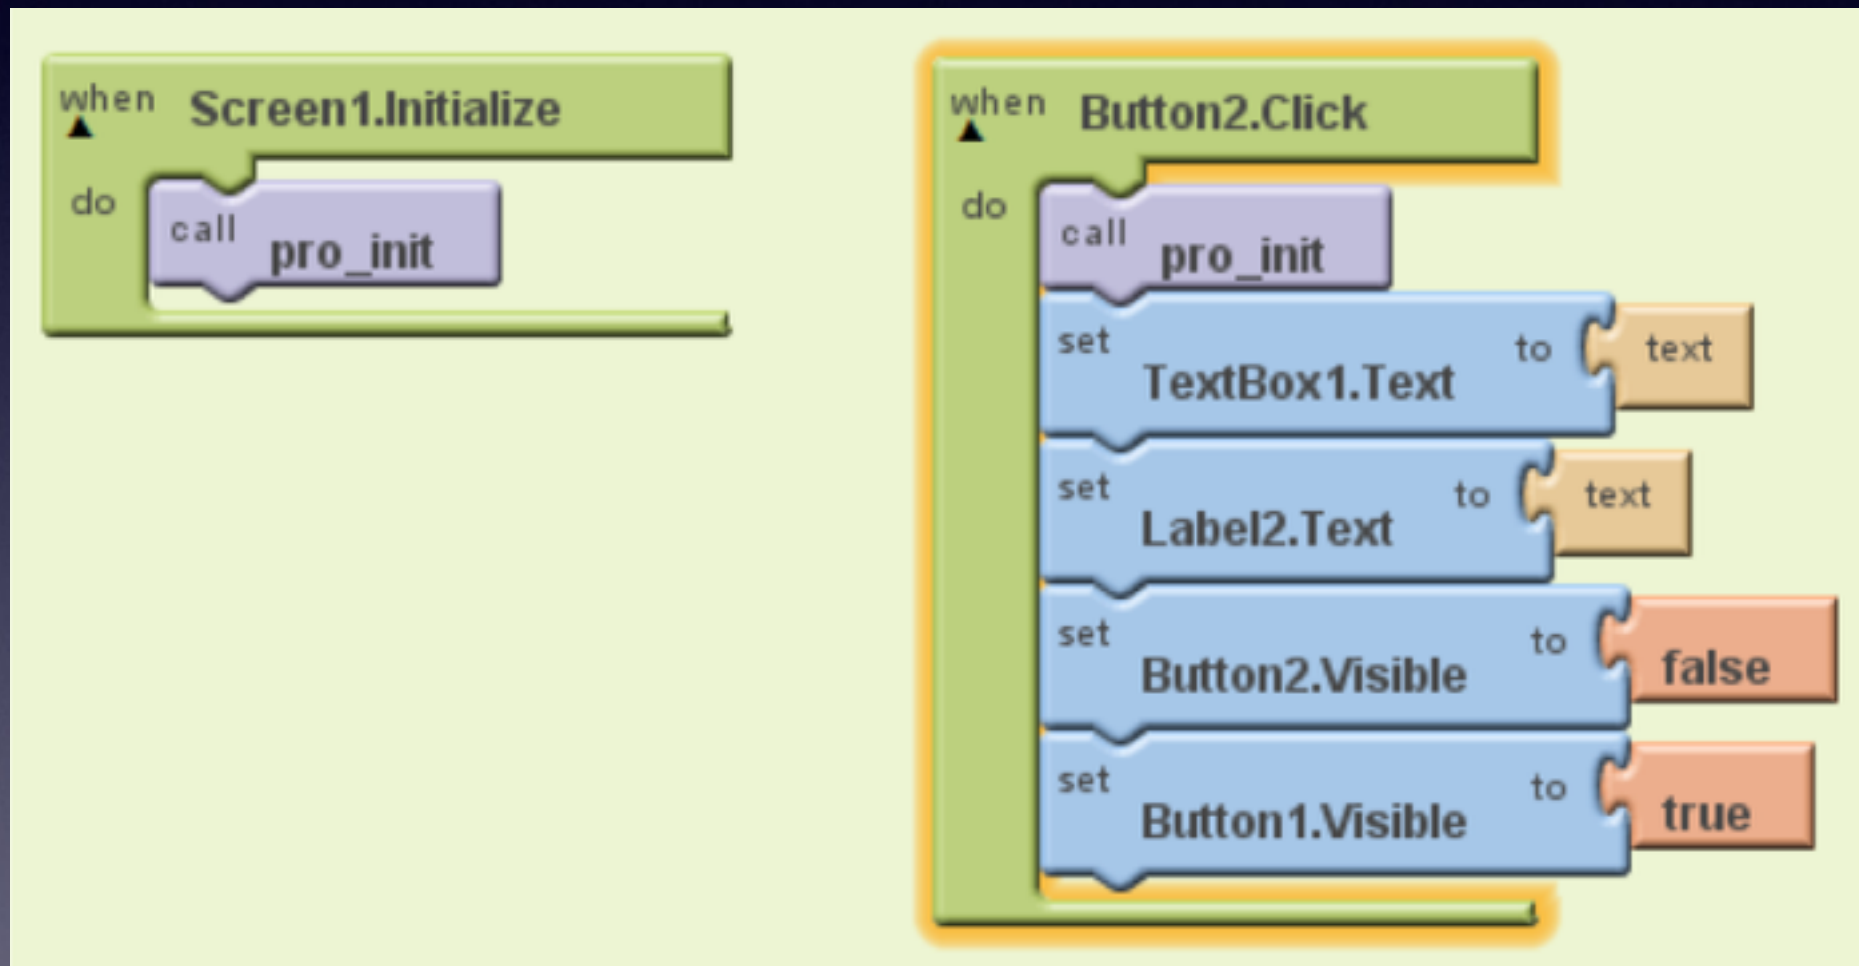 when Screen1.Initialize
do
call pro_init
when Button2.Click
do
call pro_init
set TextBox1.Text to text
set Label2.Text to text
set Button2.Visible to false
set Button1.Visible to true